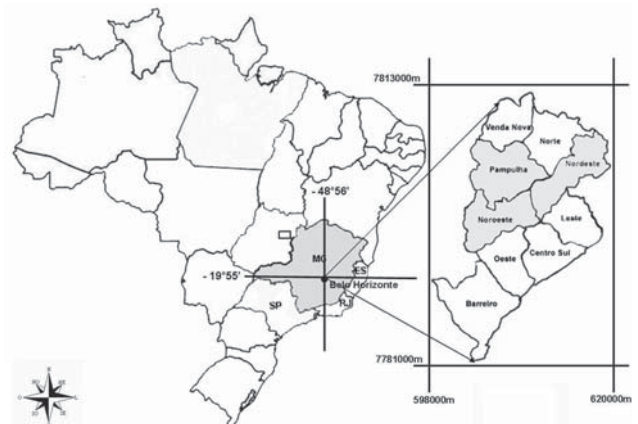 7813000m
Venda Nova
Norte
Nordeste
Pampulha
- 48°56'
Noroeste
Leste
MG
ES
Oeste
Centro Sul
- 19°55'
Belo Horizonte
SP
RJ
Barreiro
7781000m
598000m
620000m